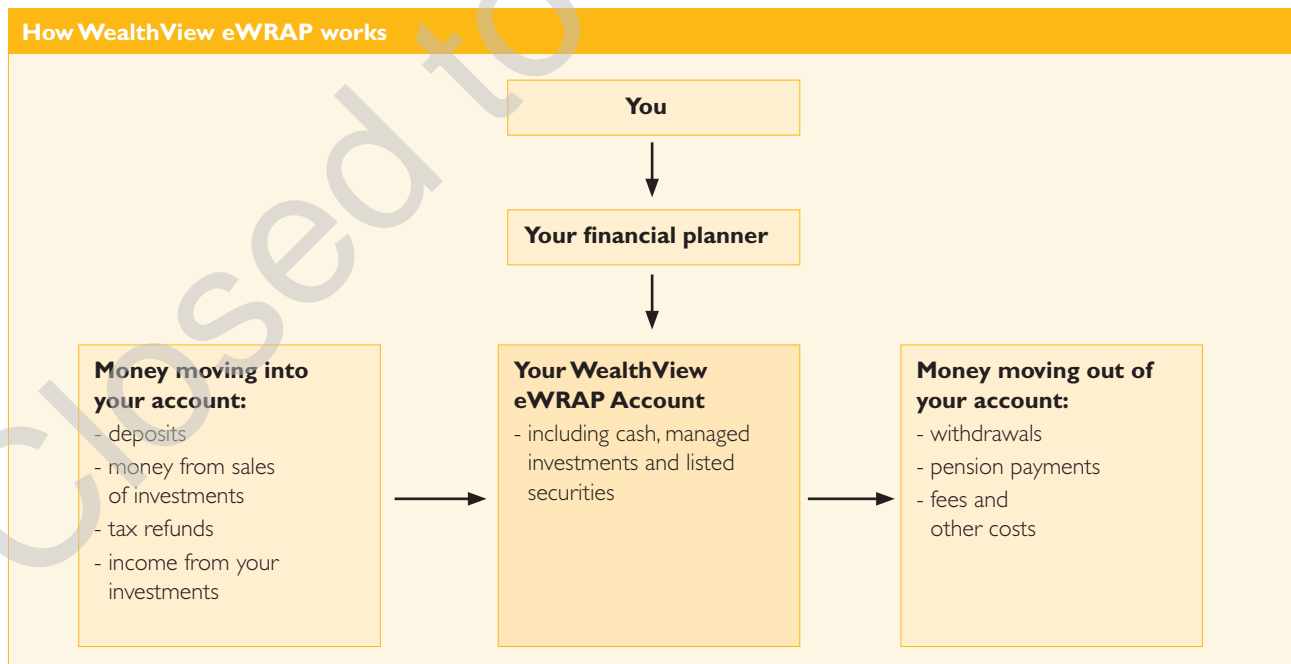 How WealthView eWRAP works
You
Your financial planner
Money moving into
your account:
- deposits
- money from sales
of investments
- tax refunds
- income from your
investments
Your WealthView
eWRAP Account
- including cash, managed
investments and listed
securities
Money moving out of
your account:
- withdrawals
- pension payments
- fees and
other costs
Closed to